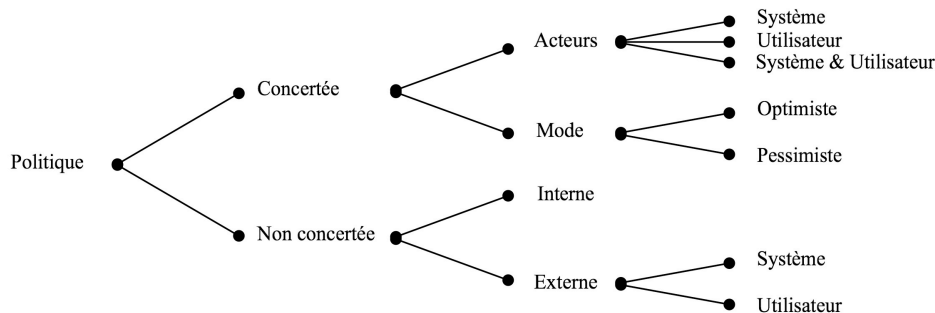 Politique
Concertée
Acteurs
Système
Utilisateur
Système & Utilisateur
Mode
Optimiste
Pessimiste
Non concertée
Interne
Externe
Système
Utilisateur